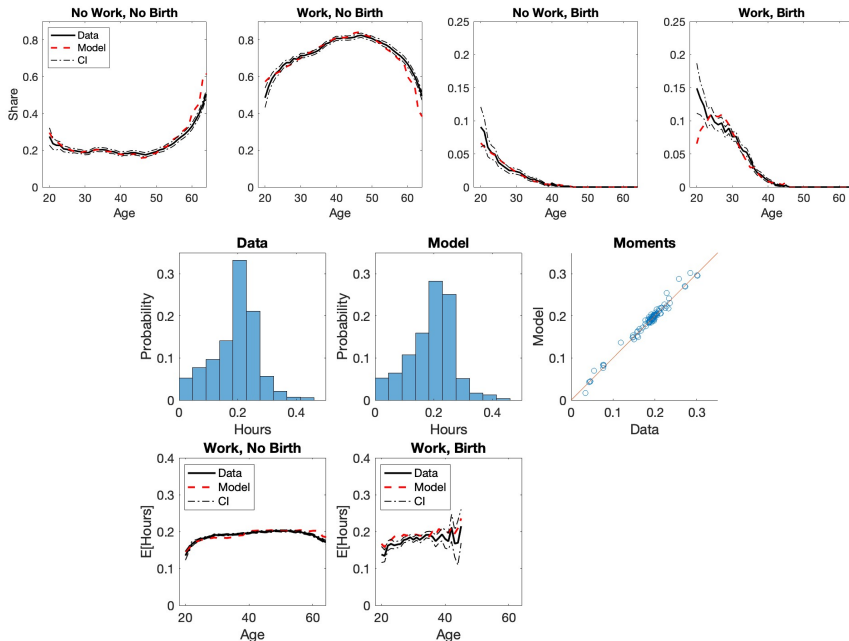 No Work, No Birth
Work, No Birth
No Work, Birth
Work, Birth
Data
Model
CI
Share
0.8
0.6
0.4
0.2
0
20 30 40 50 60
Age
0.8
0.6
0.4
0.2
0
20 30 40 50 60
Age
0.25
0.2
0.15
0.1
0.05
0
20 30 40 50 60
Age
0.25
0.2
0.15
0.1
0.05
0
20 30 40 50 60
Age
Data
Probability
0.3
0.2
0.1
0
0 0.2 0.4
Hours
Model
Probability
0.3
0.2
0.1
0
0 0.2 0.4
Hours
Moments
Model
0.3
0.2
0.1
0
0 0.1 0.2 0.3
Data
Work, No Birth
Data
Model
CI
E[Hours]
0.4
0.3
0.2
0.1
0
20 40 60
Age
Work, Birth
Data
Model
CI
E[Hours]
0.4
0.3
0.2
0.1
0
20 40 60
Age